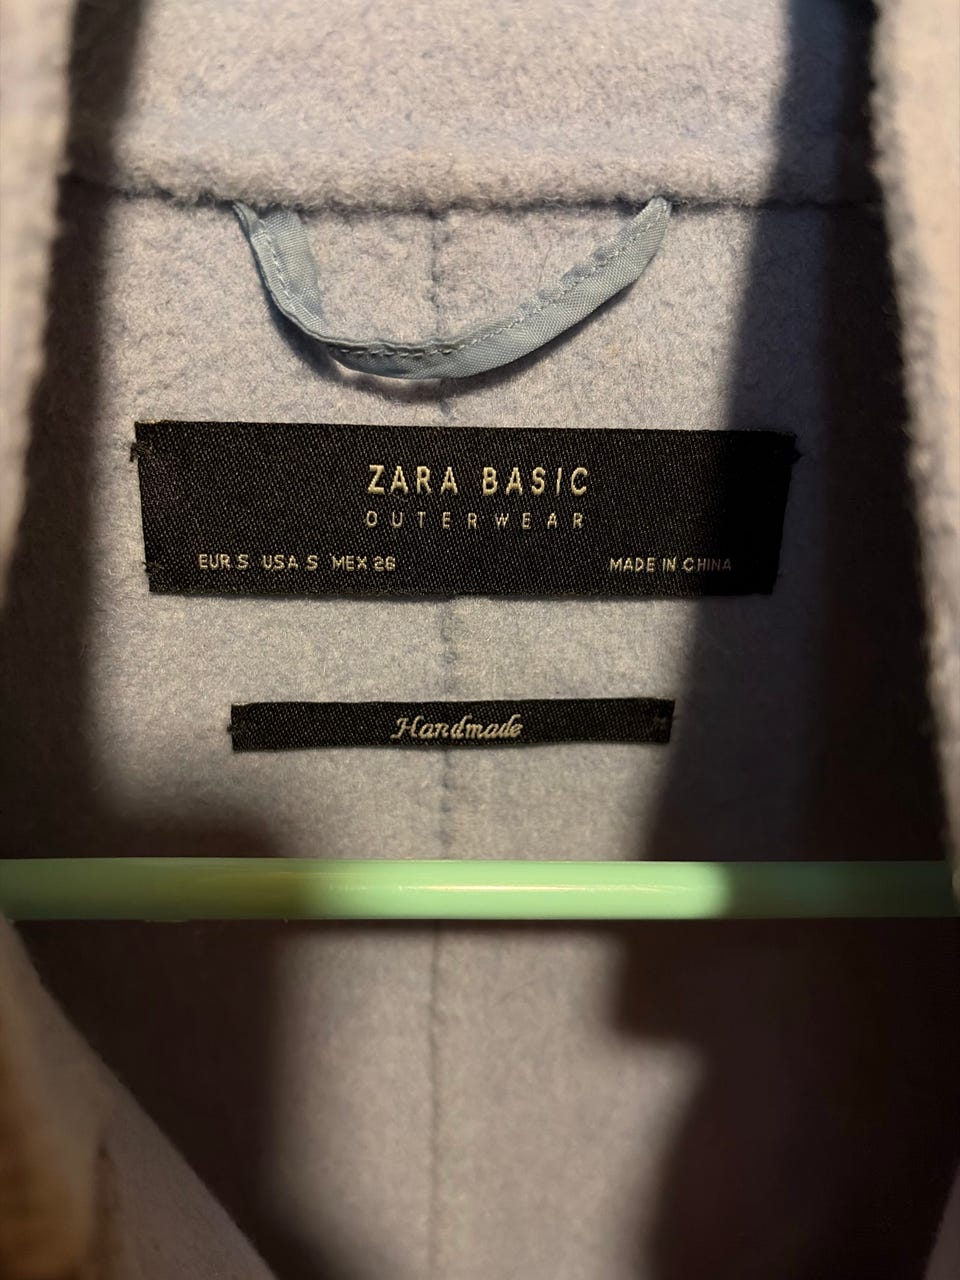 ZARA BASIC
OUTERWEAR
EUR S USA S MEX 26 MADE IN CHINA
Handmade